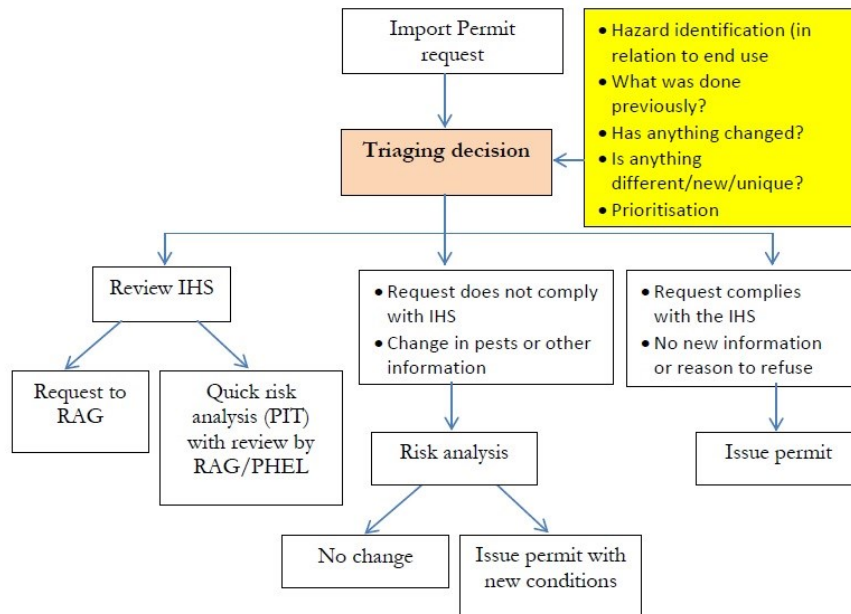 Import Permit
request
• Hazard identification (in
relation to end use
• What was done
previously?
• Has anything changed?
• Is anything
different/new/unique?
• Prioritisation
Triaging decision
Review IHS
• Request does not comply
with IHS
• Change in pests or other
information
• Request complies
with the IHS
• No new information
or reason to refuse
Request to
RAG
Quick risk
analysis (PIT)
with review by
RAG/PHEL
Risk analysis
Issue permit
No change
Issue permit with
new conditions